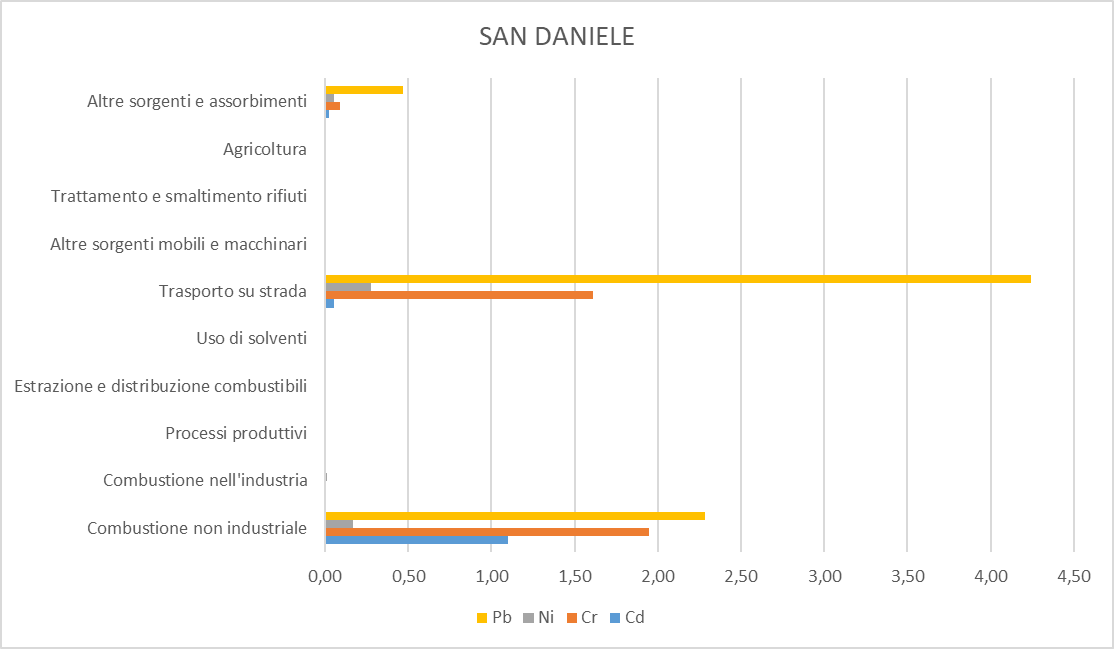 SAN DANIELE
Altre sorgenti e assorbimenti
Agricoltura
Trattamento e smaltimento rifiuti
Altre sorgenti mobili e macchinari
Trasporto su strada
Uso di solventi
Estrazione e distribuzione combustibili
Processi produttivi
Combustione nell'industria
Combustione non industriale
0,00 0,50 1,00 1,50 2,00 2,50 3,00 3,50 4,00 4,50
Pb Ni Cr Cd